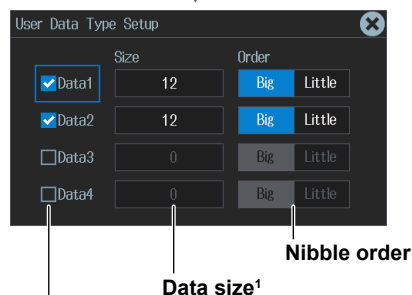 User Data Type Setup
Size Order
Data1 12 Big Little
Data2 12 Big Little
Data3 0 Big Little
Data4 0 Big Little
Nibble order
Data size¹